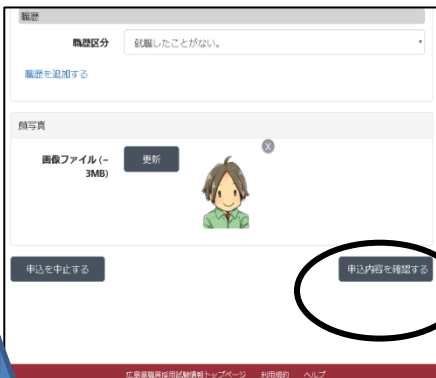 職歴
職歴区分 就職したことがない。
職歴を追加する
顔写真
画像ファイル (~
3MB)
更新
X
申込を中止する 申込内容を確認する
広島県職員採用試験情報トップページ 利用規約 ヘルプ